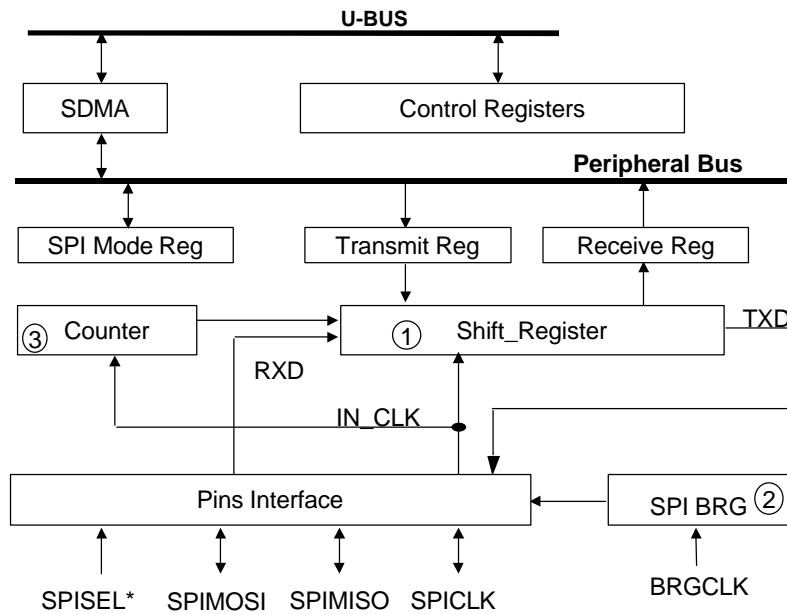 U-BUS
SDMA
Control Registers
Peripheral Bus
SPI Mode Reg
Transmit Reg
Receive Reg
3 Counter
1 Shift_Register
TXD
RXD
IN_CLK
Pins Interface
SPI BRG 2
SPISEL*
SPIMOSI
SPIMISO
SPICLK
BRGCLK